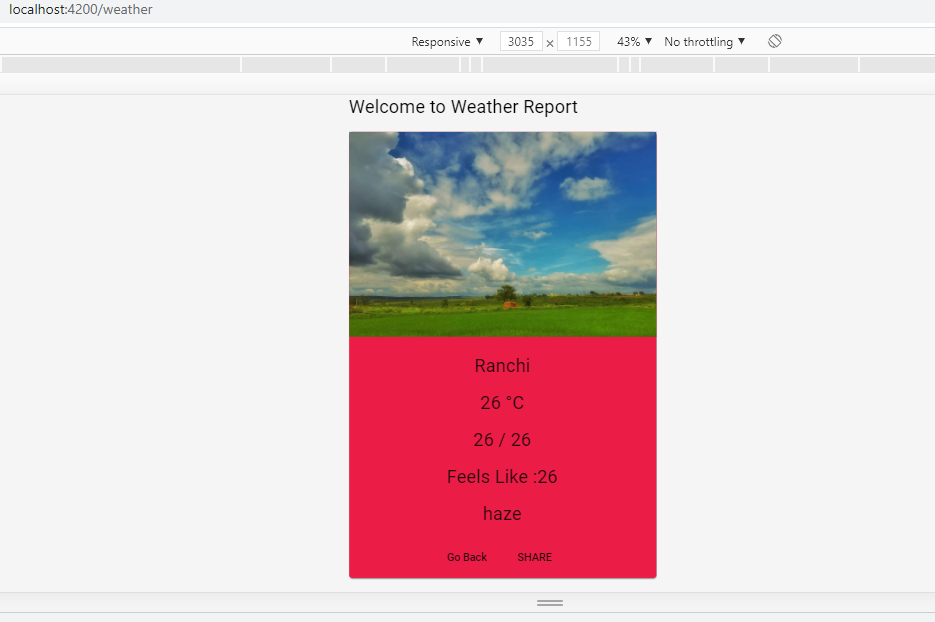 localhost:4200/weather
Responsive ▼ 3035 × 1155 43% ▼ No throttling ▼
Welcome to Weather Report
Ranchi
26 °C
26 / 26
Feels Like :26
haze
Go Back SHARE